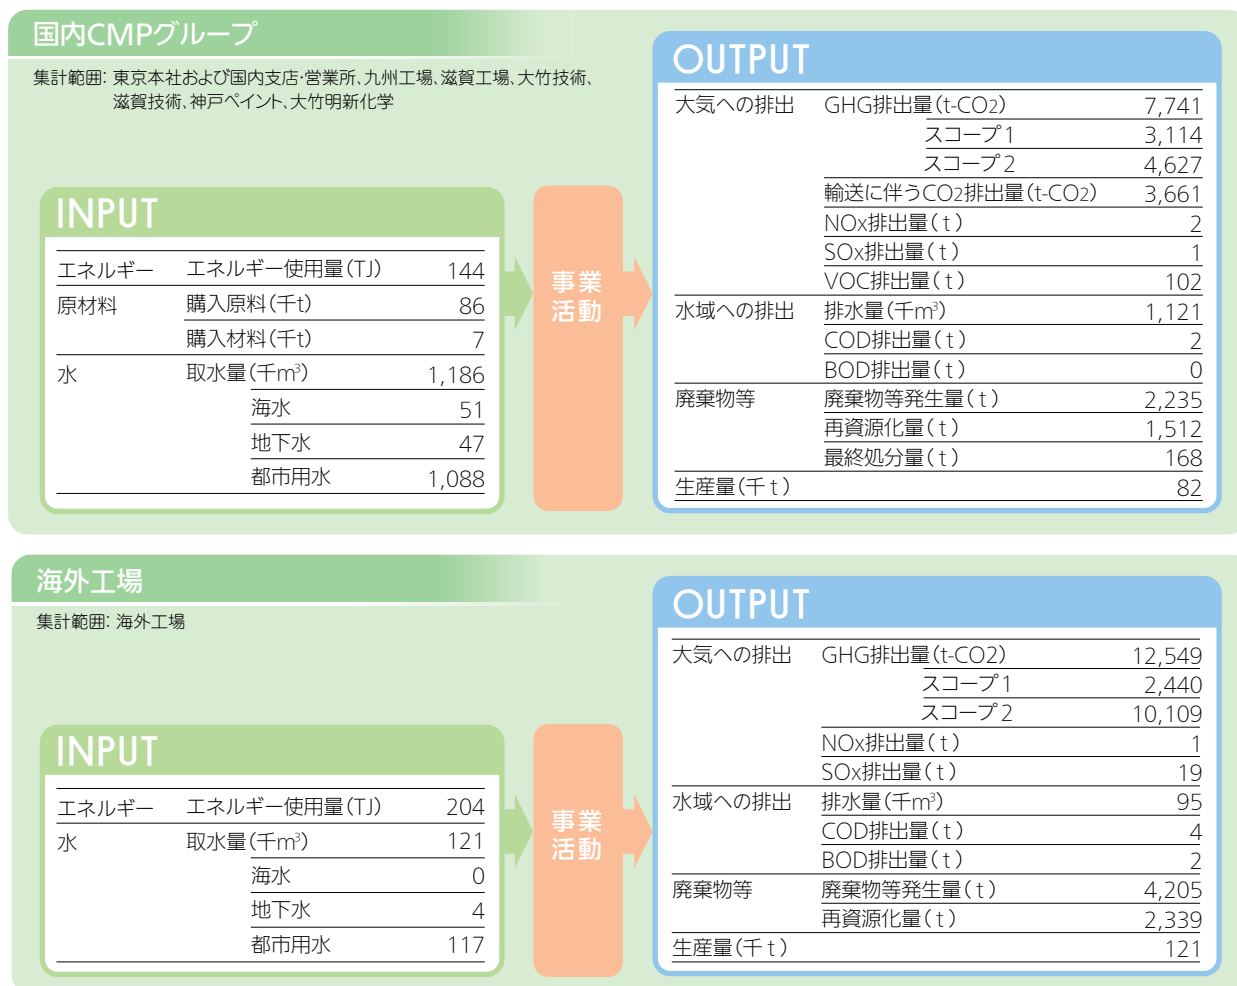 国内CMPグループ
集計範囲: 東京本社および国内支店・営業所、九州工場、滋賀工場、大竹技術、
滋賀技術、神戸ペイント、大竹明新化学
INPUT
エネルギー エネルギー使用量(TJ) 144
原材料 購入原料(千t) 86
購入材料(千t) 7
水 取水量(千m³) 1,186
海水 51
地下水 47
都市用水 1,088
事業
活動
OUTPUT
大気への排出 GHG排出量(t-CO2) 7,741
スコープ1 3,114
スコープ2 4,627
輸送に伴うCO2排出量(t-CO2) 3,661
NOx排出量(t) 2
SOx排出量(t) 1
VOC排出量(t) 102
水域への排出 排水量(千m³) 1,121
COD排出量(t) 2
BOD排出量(t) 0
廃棄物等 廃棄物等発生量(t) 2,235
再資源化量(t) 1,512
最終処分量(t) 168
生産量(千t) 82
海外工場
集計範囲: 海外工場
INPUT
エネルギー エネルギー使用量(TJ) 204
水 取水量(千m³) 121
海水 0
地下水 4
都市用水 117
事業
活動
OUTPUT
大気への排出 GHG排出量(t-CO2) 12,549
スコープ1 2,440
スコープ2 10,109
NOx排出量(t) 1
SOx排出量(t) 19
水域への排出 排水量(千m³) 95
COD排出量(t) 4
BOD排出量(t) 2
廃棄物等 廃棄物等発生量(t) 4,205
再資源化量(t) 2,339
生産量(千t) 121